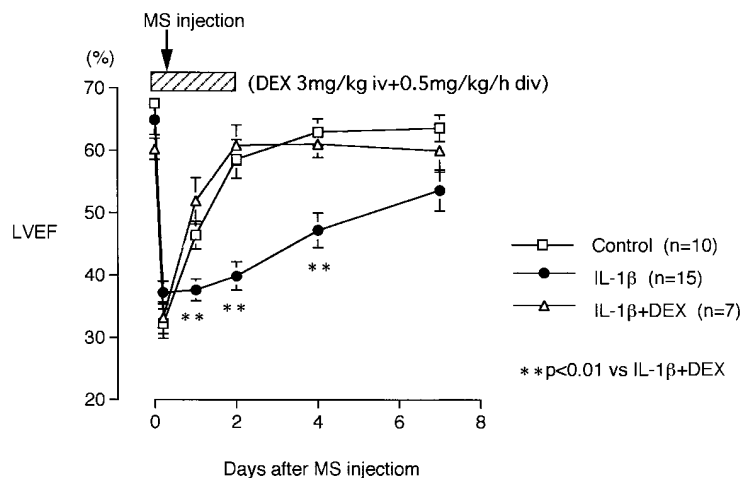 MS injection
(%)
(DEX 3mg/kg iv+0.5mg/kg/h div)
70
60
50
40
30
20
LVEF
Control (n=10)
IL-1β (n=15)
IL-1β+DEX (n=7)
**
**
**
**p<0.01 vs IL-1β+DEX
0 2 4 6 8
Days after MS injectiom